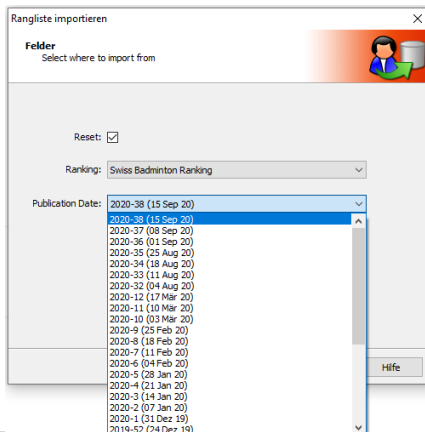 Rangliste importieren
Felder
Select where to import from
Reset:
Ranking: Swiss Badminton Ranking
Publication Date: 2020-38 (15 Sep 20)
2020-38 (15 Sep 20)
2020-37 (08 Sep 20)
2020-36 (01 Sep 20)
2020-35 (25 Aug 20)
2020-34 (18 Aug 20)
2020-33 (11 Aug 20)
2020-32 (04 Aug 20)
2020-12 (17 Mär 20)
2020-11 (10 Mär 20)
2020-10 (03 Mär 20)
2020-9 (25 Feb 20)
2020-8 (18 Feb 20)
2020-7 (11 Feb 20)
2020-6 (04 Feb 20)
2020-5 (28 Jan 20)
2020-4 (21 Jan 20)
2020-3 (14 Jan 20)
2020-2 (07 Jan 20)
2020-1 (31 Dez 19)
2019-52 (24 Dez 19)
Hilfe